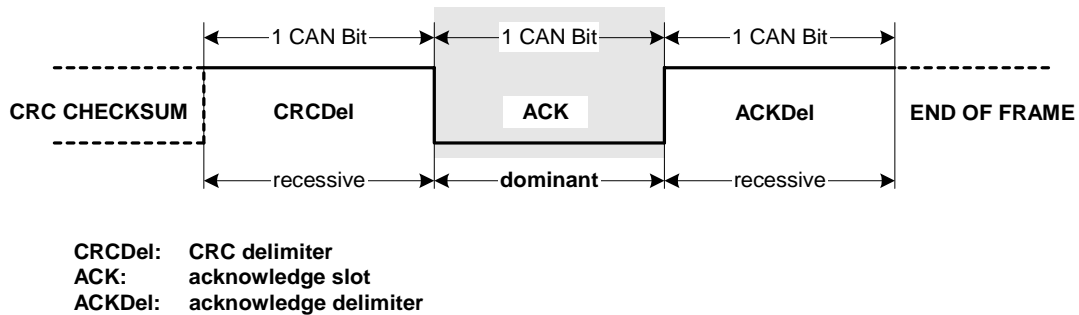 1 CAN Bit 1 CAN Bit 1 CAN Bit
CRC CHECKSUM CRCDel ACK ACKDel END OF FRAME
recessive dominant recessive
CRCDel: CRC delimiter
ACK: acknowledge slot
ACKDel: acknowledge delimiter